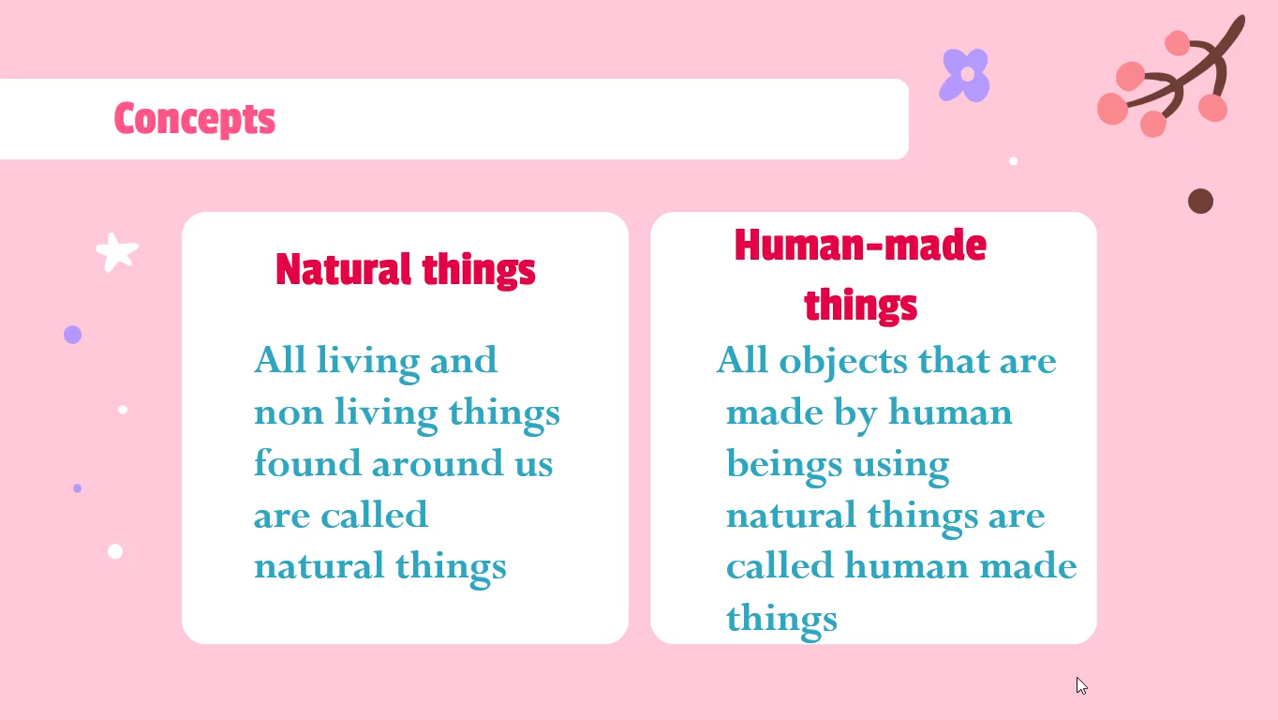 Concepts
Natural things
All living and
non living things
found around us
are called
natural things
Human-made
things
All objects that are
made by human
beings using
natural things are
called human made
things